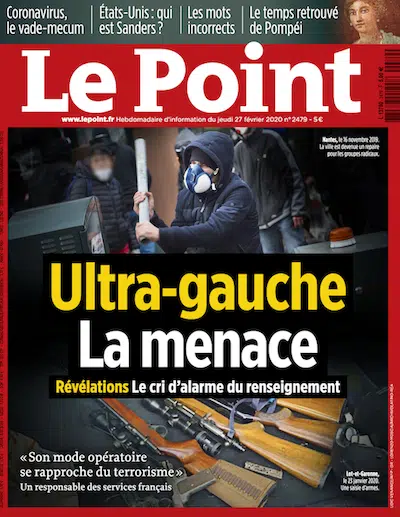 Coronavirus,
le vade-mecum
États-Unis : qui
est Sanders ?
Les mots
incorrects
Le temps retrouvé
de Pompéi
Le Point
www.lepoint.fr Hebdomadaire d'information du jeudi 27 février 2020 n° 2479 – 5 €
Nantes, le 16 novembre 2019.
La ville est devenue un repaire
pour les groupes radicaux.
Ultra-gauche
La menace
Révélations Le cri d'alarme du renseignement
« Son mode opératoire
se rapproche du terrorisme »
Un responsable des services français
Lot-et-Garonne,
le 23 janvier 2020.
Une saisie d'armes.